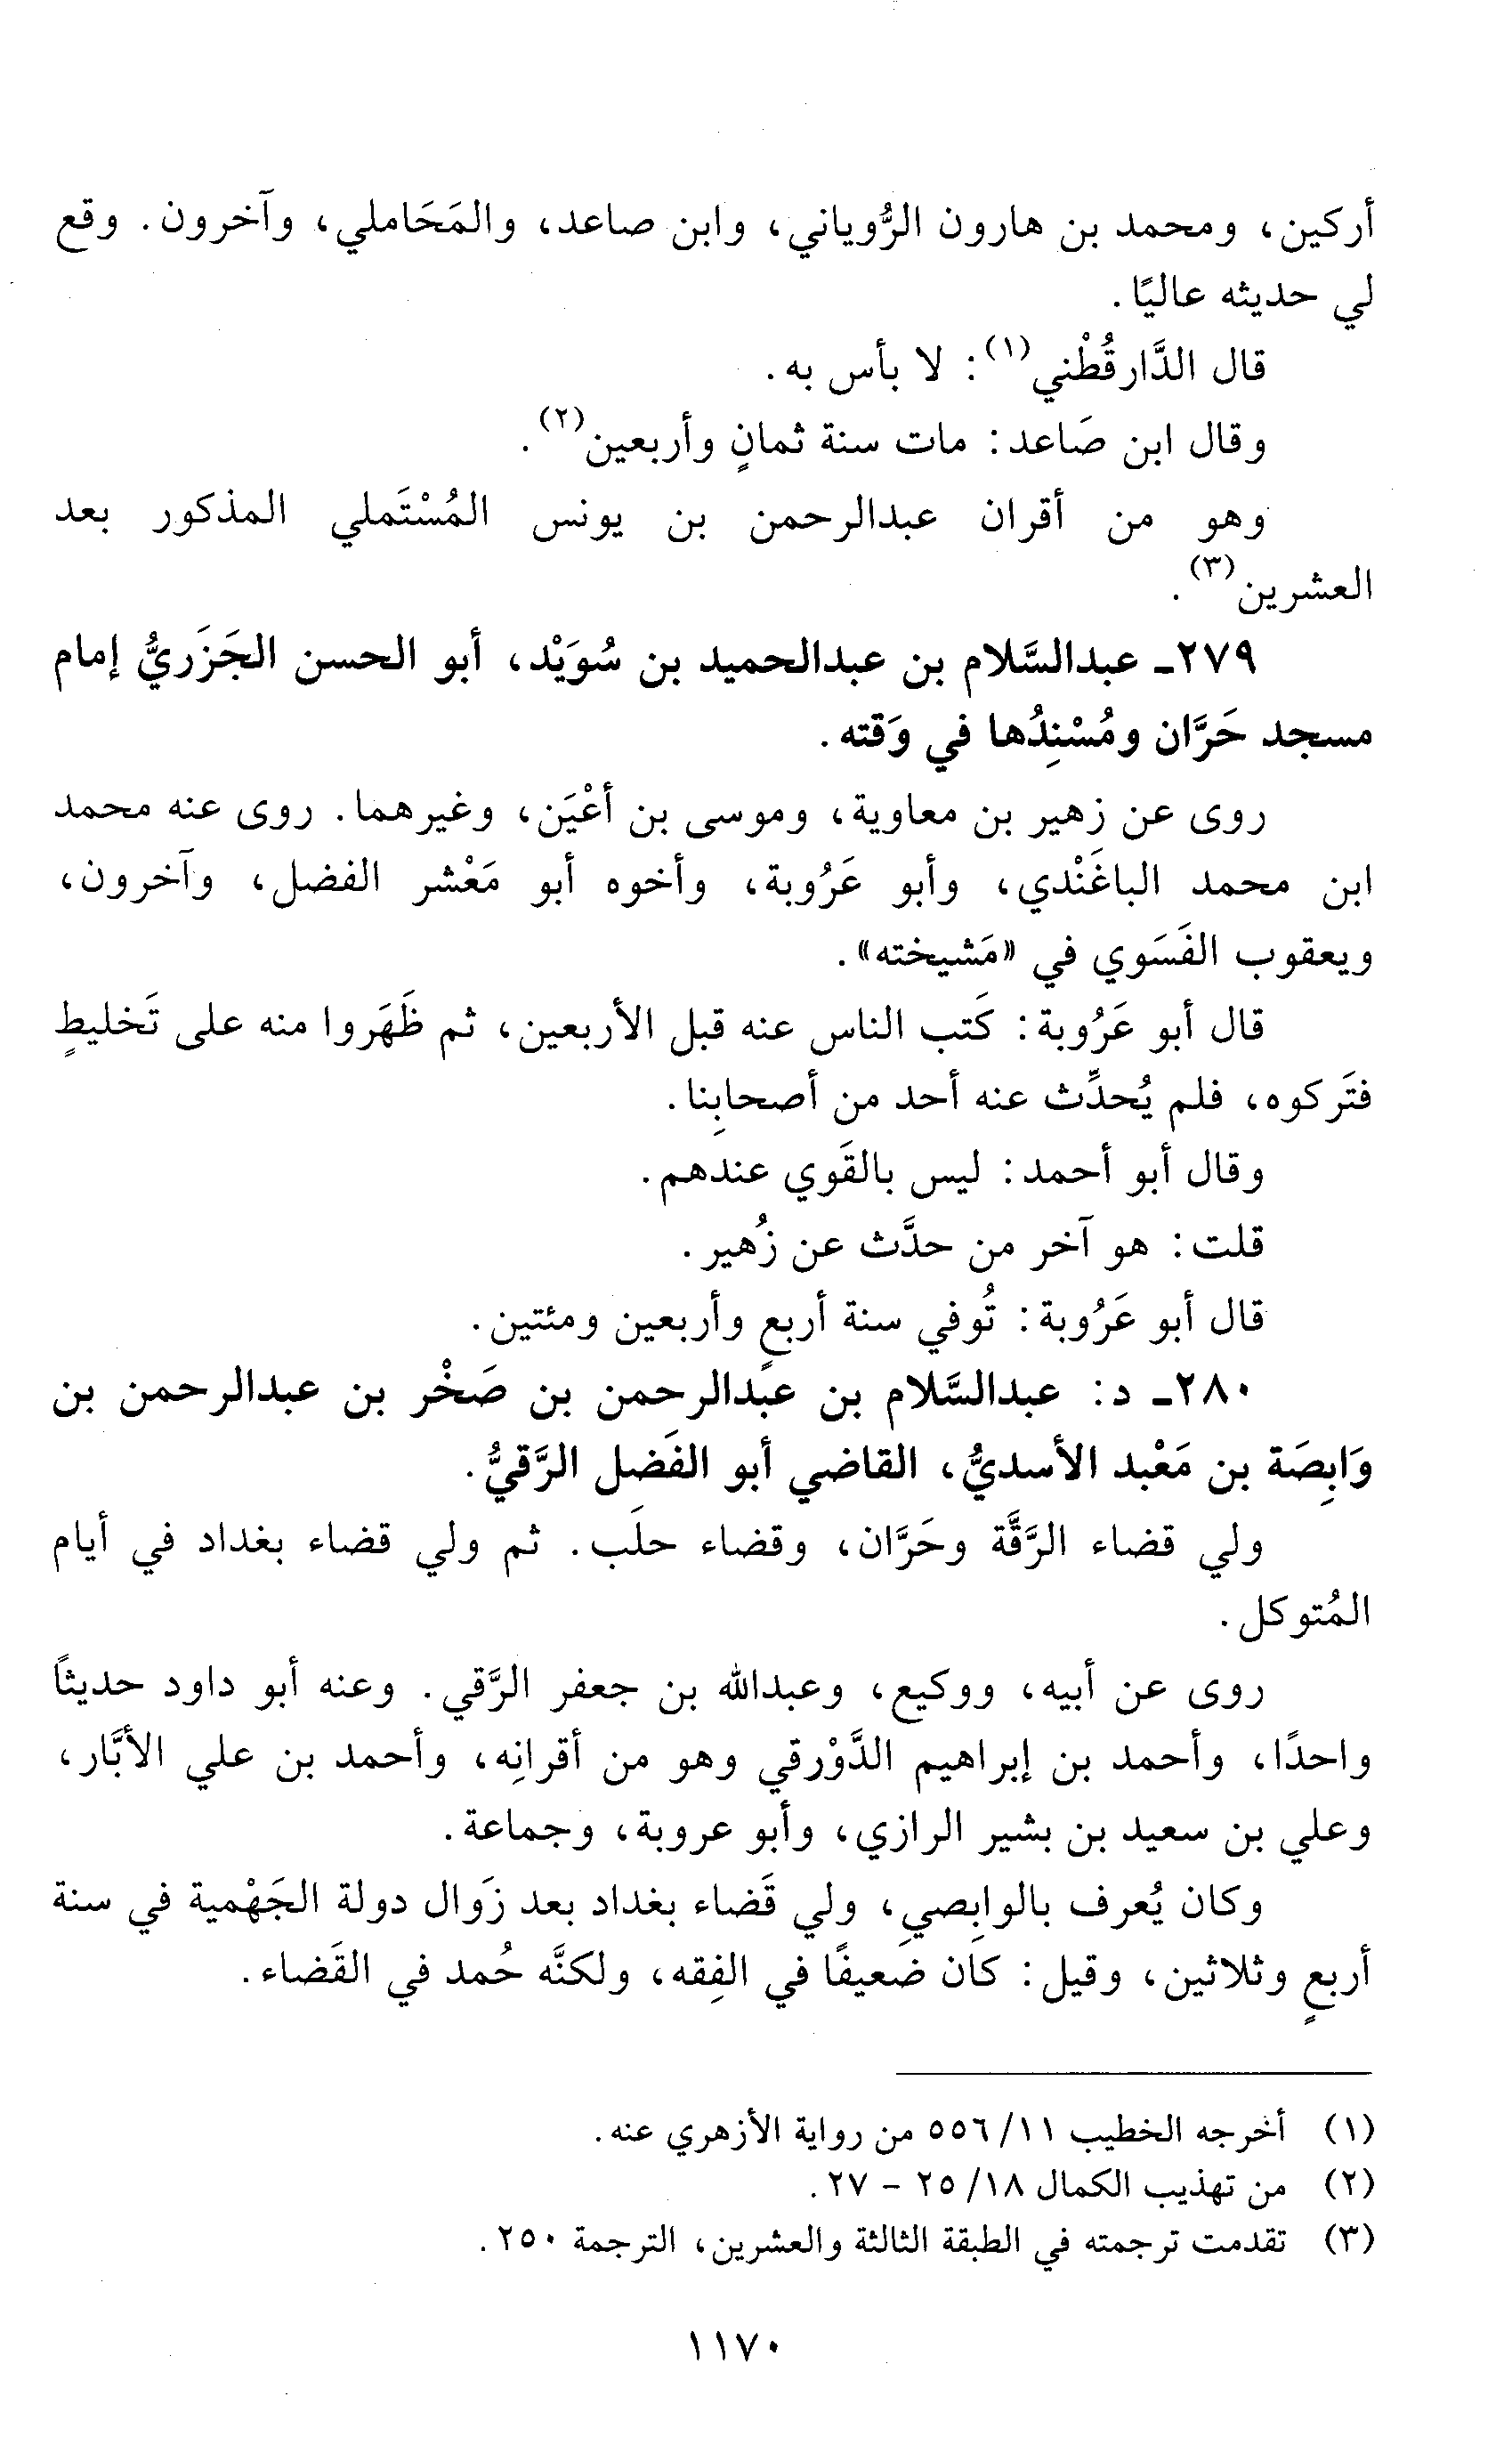 أركين، ومحمد بن هارون الرُّوياني، وابن صاعد، والمَحَاملي، وآخرون. وقع
لي حديثه عاليًا.
قال الدَّارقُطْني(١): لا بأس به.
وقال ابن صَاعد: مات سنة ثمانٍ وأربعين(٢).
وهو من أقران عبدالرحمن بن يونس المُسْتَملي المذكور بعد
العشرين(٣).
٢٧٩ـ عبدالسَّلام بن عبدالحميد بن سُوَيْد، أبو الحسن الجَزَريُّ إمام
مسجد حَرَّان ومُسْنِدُها في وَقته.
روى عن زهير بن معاوية، وموسى بن أعْيَن، وغيرهما. روى عنه محمد
ابن محمد الباغَنْدي، وأبو عَرُوبة، وأخوه أبو مَعْشر الفضل، وآخرون،
ويعقوب الفَسَوي في «مَشيخته».
قال أبو عَرُوبة: كَتب الناس عنه قبل الأربعين، ثم ظَهَروا منه على تَخليطٍ
فتَركوه، فلم يُحدِّث عنه أحد من أصحابِنا.
وقال أبو أحمد: ليس بالقَوي عندهم.
قلت: هو آخر من حدَّث عن زُهير.
قال أبو عَرُوبة: تُوفي سنة أربعٍ وأربعين ومئتين.
٢٨٠ـ د: عبدالسَّلام بن عبدالرحمن بن صَخْر بن عبدالرحمن بن
وَابِصَة بن مَعْبد الأسديُّ، القاضي أبو الفَضل الرَّقيُّ.
ولي قضاء الرَّقَّة وحَرَّان، وقضاء حلَب. ثم ولي قضاء بغداد في أيام
المُتوكل.
روى عن أبيه، ووكيع، وعبدالله بن جعفر الرَّقي. وعنه أبو داود حديثًا
واحدًا، وأحمد بن إبراهيم الدَّوْرقي وهو من أقرانِه، وأحمد بن علي الأبَّار،
وعلي بن سعيد بن بشير الرازي، وأبو عروبة، وجماعة.
وكان يُعرف بالوابِصيِ، ولي قَضاء بغداد بعد زَوال دولة الجَهْمية في سنة
أربعٍ وثلاثين، وقيل: كان ضَعيفًا في الفِقه، ولكنَّه حُمد في القَضاء.
(١) أخرجه الخطيب ١١/ ٥٥٦ من رواية الأزهري عنه.
(٢) من تهذيب الكمال ١٨/ ٢٥ - ٢٧.
(٣) تقدمت ترجمته في الطبقة الثالثة والعشرين، الترجمة ٢٥٠.
١١٧٠